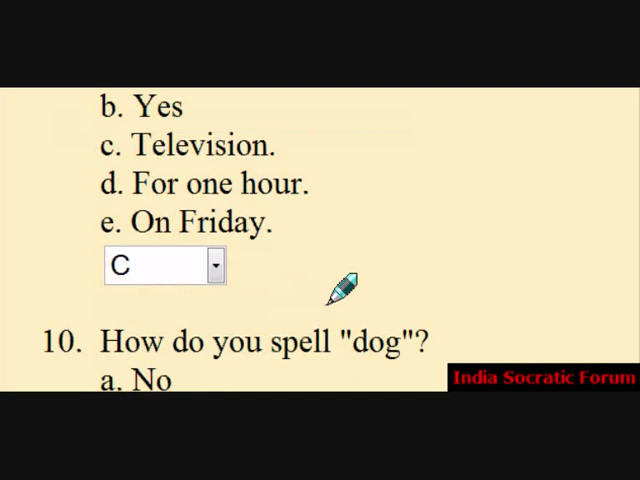 b. Yes
c. Television.
d. For one hour.
e. On Friday.
C
10. How do you spell "dog"?
a. No
India Socratic Forum